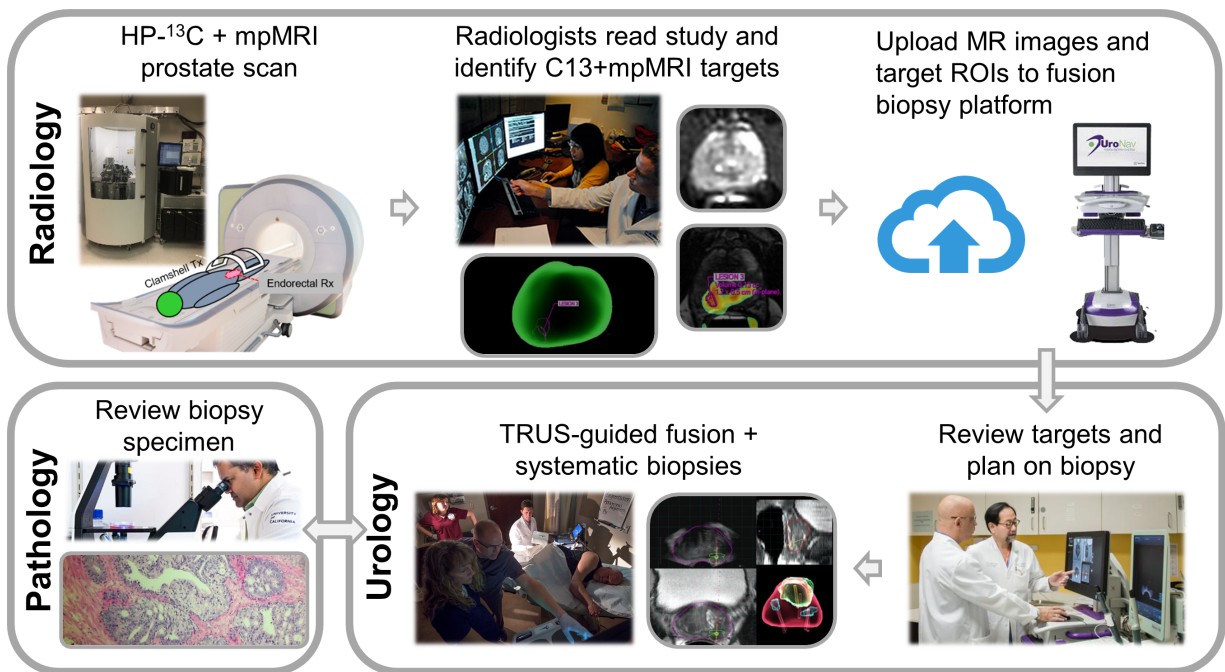 HP-¹³C + mpMRI
prostate scan
Radiologists read study and
identify C13+mpMRI targets
Upload MR images and
target ROIs to fusion
biopsy platform
Radiology
Clamshell Tx
Endorectal Rx
LESION 3
UroNav
Review biopsy
specimen
Pathology
UNIVERSITY
OF
CALIFORNIA
TRUS-guided fusion +
systematic biopsies
Urology
Review targets and
plan on biopsy